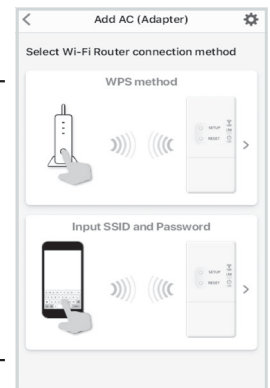 Add AC (Adapter)
Select Wi-Fi Router connection method
WPS method
SETUP
RESET
Input SSID and Password
SETUP
RESET